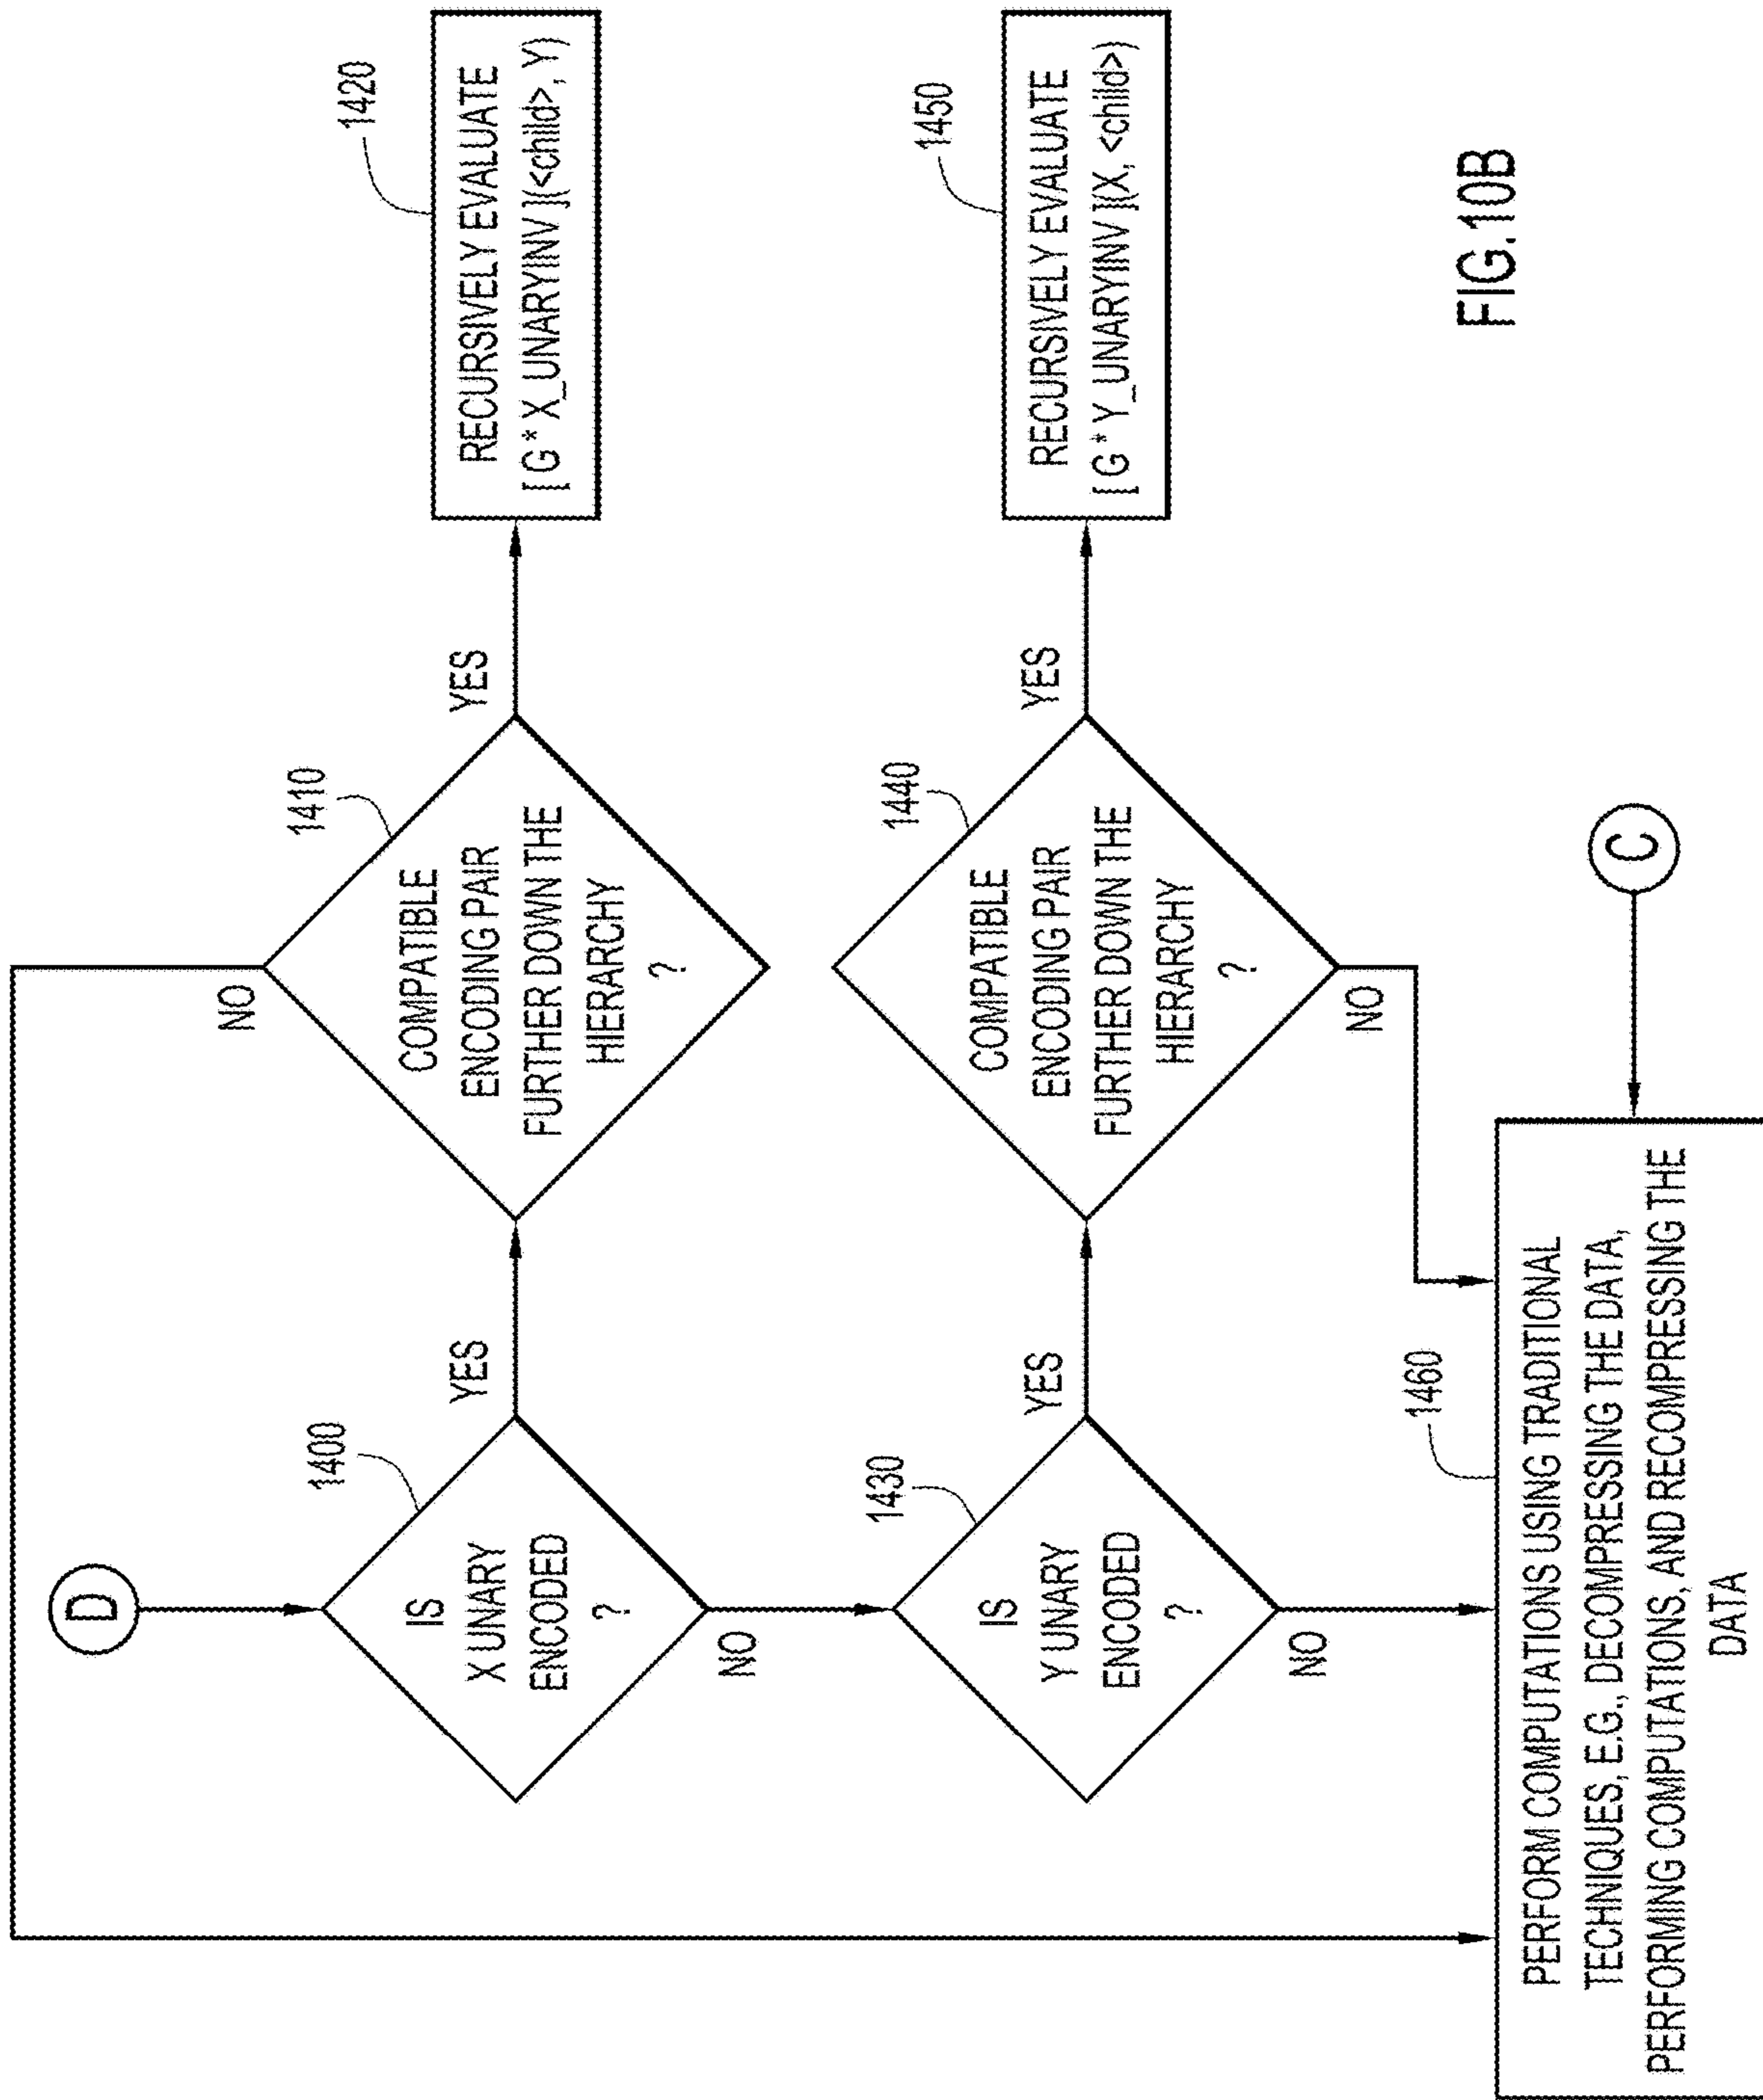 D
1400
IS
X UNARY
ENCODED
?
YES
NO
1410
COMPATIBLE
ENCODING PAIR
FURTHER DOWN THE
HIERARCHY
?
NO
YES
1420
RECURSIVELY EVALUATE
[ G * X_UNARYINV ](<child>, Y)
1430
IS
Y UNARY
ENCODED
?
YES
NO
1440
COMPATIBLE
ENCODING PAIR
FURTHER DOWN THE
HIERARCHY
?
YES
NO
1450
RECURSIVELY EVALUATE
[ G * Y_UNARYINV ](X, <child>)
1460
PERFORM COMPUTATIONS USING TRADITIONAL
TECHNIQUES, E.G., DECOMPRESSING THE DATA,
PERFORMING COMPUTATIONS, AND RECOMPRESSING THE
DATA
C
FIG.10B